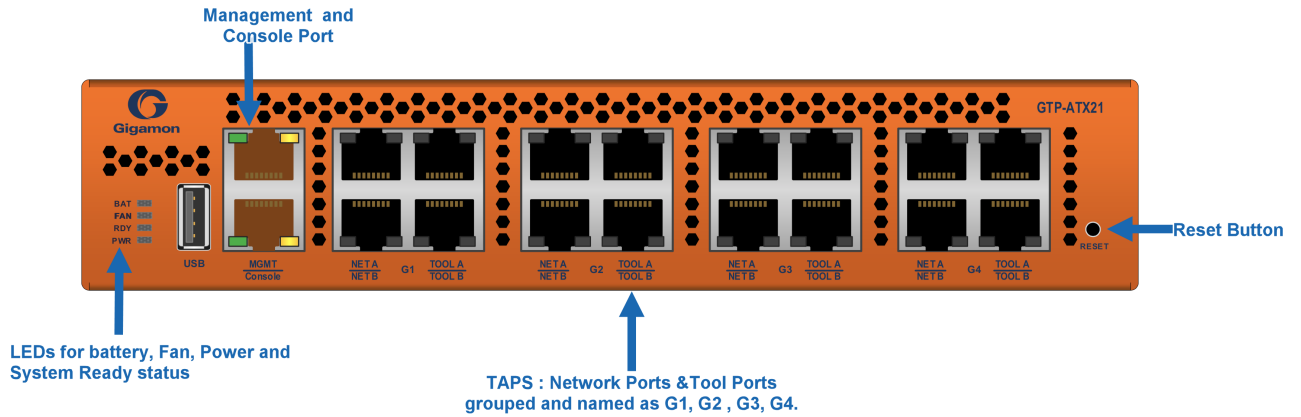 Management and
Console Port
Gigamon
GTP-ATX21
BAT
FAN
RDY
PWR
USB
MGMT
Console
NET A
NET B
G1
TOOL A
TOOL B
NET A
NET B
G2
TOOL A
TOOL B
NET A
NET B
G3
TOOL A
TOOL B
NET A
NET B
G4
TOOL A
TOOL B
RESET
Reset Button
LEDs for battery, Fan, Power and
System Ready status
TAPS : Network Ports &Tool Ports
grouped and named as G1, G2 , G3, G4.